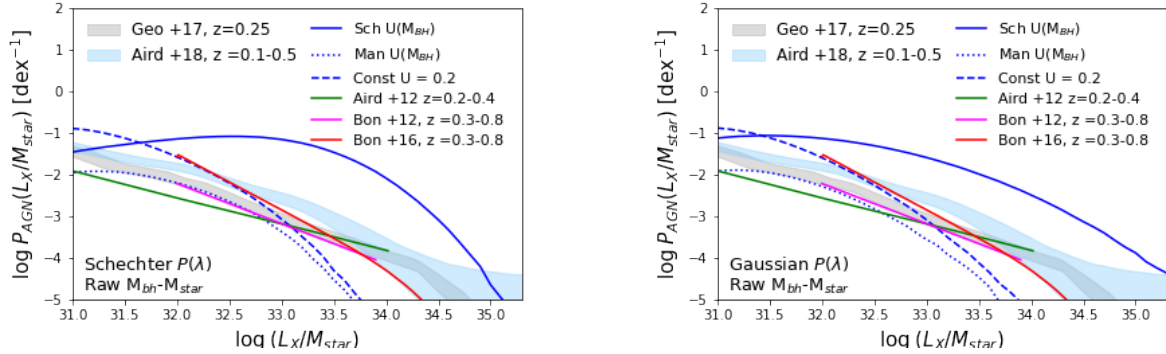 log P_AGN(L_X/M_star) [dex⁻¹]
2
1
0
−1
−2
−3
−4
−5
Geo +17, z=0.25
Aird +18, z =0.1-0.5
Sch U(M_BH)
Man U(M_BH)
Const U = 0.2
Aird +12 z=0.2-0.4
Bon +12, z =0.3-0.8
Bon +16, z =0.3-0.8
Schechter P(λ)
Raw M_bh-M_star
31.0 31.5 32.0 32.5 33.0 33.5 34.0 34.5 35.0
log (L_X/M_star)
log P_AGN(L_X/M_star) [dex⁻¹]
2
1
0
−1
−2
−3
−4
−5
Geo +17, z=0.25
Aird +18, z =0.1-0.5
Sch U(M_BH)
Man U(M_BH)
Const U = 0.2
Aird +12 z=0.2-0.4
Bon +12, z =0.3-0.8
Bon +16, z =0.3-0.8
Gaussian P(λ)
Raw M_bh-M_star
31.0 31.5 32.0 32.5 33.0 33.5 34.0 34.5 35.0
log (L_X/M_star)